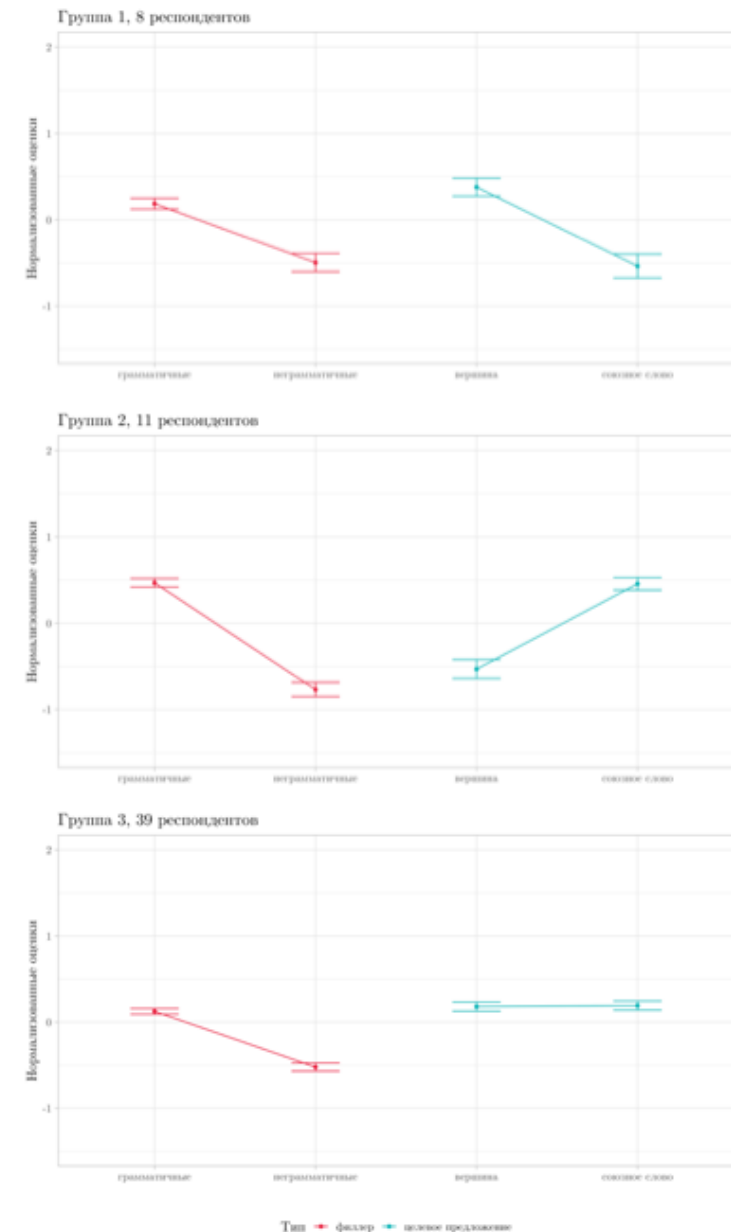 Группа 1, 8 респондентов
Нормализованные оценки
2
1
0
-1
грамматичные неграмматичные вершина союзное слово
Группа 2, 11 респондентов
Нормализованные оценки
2
1
0
-1
грамматичные неграмматичные вершина союзное слово
Группа 3, 39 респондентов
Нормализованные оценки
2
1
0
-1
грамматичные неграмматичные вершина союзное слово
Тип филлер целевое предложение